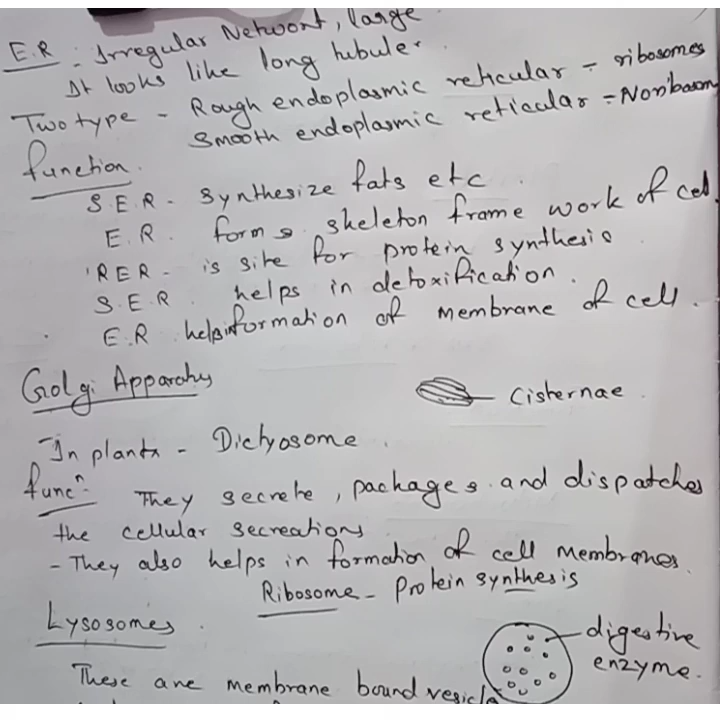 E.R : Irregular Network, large
It looks like long tubule.
Two type - Rough endoplasmic reticular - ribosomes
Smooth endoplasmic reticular - Non
function.
S.E.R - Synthesize fats etc.
E.R. forms skeleton frame work of cell.
RER - is site for protein synthesis
S.E.R helps in detoxification.
E.R helps information of membrane of cell.
Golgi Apparatus
Cisternae
- In plants - Dictyosome.
funcn - They secrete, packages and dispatches
the cellular secreations
- They also helps in formation of cell membranes.
Ribosome - Protein synthesis
Lysosomes.
digestive
enzyme.
These are membrane bound vesicle